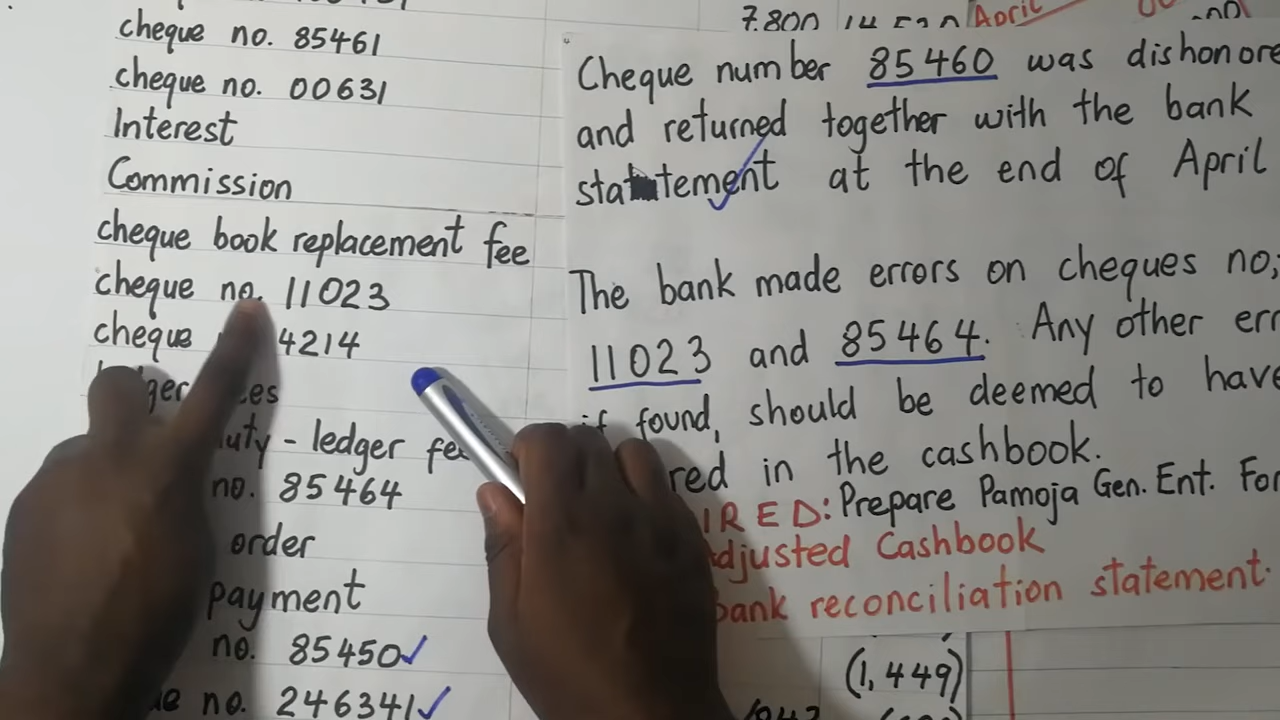 cheque no. 85461
cheque no. 00631
Interest
Commission
cheque book replacement fee
cheque no. 11023
cheque 4214
duty - ledger
no. 85464
order
payment
no. 85450✓
no. 246341✓
7.800
April
Cheque number 85460 was dishonore
and returned together with the bank
statement at the end of April
The bank made errors on cheques no;
11023 and 85464. Any other err
if found, should be deemed to have
red in the cashbook.
IRED: Prepare Pamoja Gen. Ent. For
djusted Cashbook
bank reconciliation statement.
(1,449)